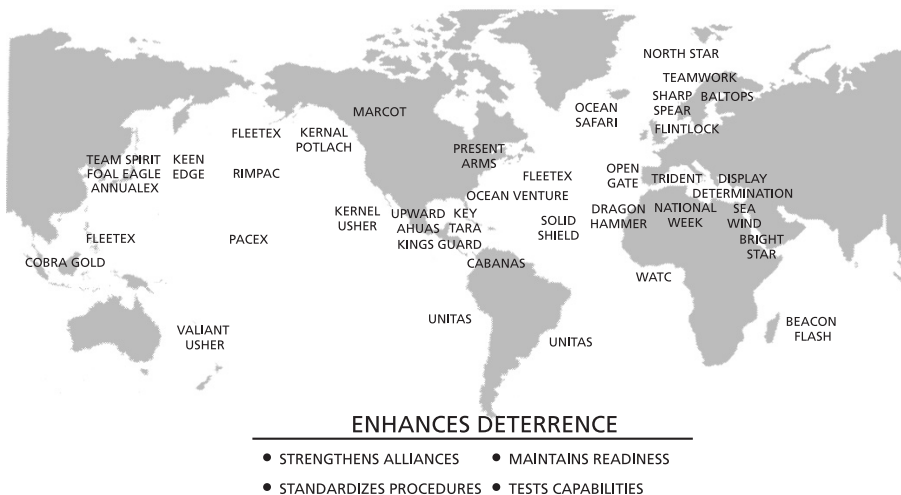 NORTH STAR
TEAMWORK
SHARP
SPEAR
BALTOPS
OCEAN
SAFARI
FLINTLOCK
MARCOT
FLEETEX
KERNAL
POTLACH
PRESENT
ARMS
TEAM SPIRIT
FOAL EAGLE
ANNUALEX
KEEN
EDGE
RIMPAC
FLEETEX
OPEN
GATE
TRIDENT
DISPLAY
DETERMINATION
OCEAN VENTURE
KERNEL
USHER
UPWARD
AHUAS
KEY
TARA
KINGS GUARD
SOLID
SHIELD
DRAGON
HAMMER
NATIONAL
WEEK
SEA
WIND
BRIGHT
STAR
FLEETEX
PACEX
COBRA GOLD
CABANAS
WATC
UNITAS
UNITAS
VALIANT
USHER
BEACON
FLASH
ENHANCES DETERRENCE
• STRENGTHENS ALLIANCES • MAINTAINS READINESS
• STANDARDIZES PROCEDURES • TESTS CAPABILITIES